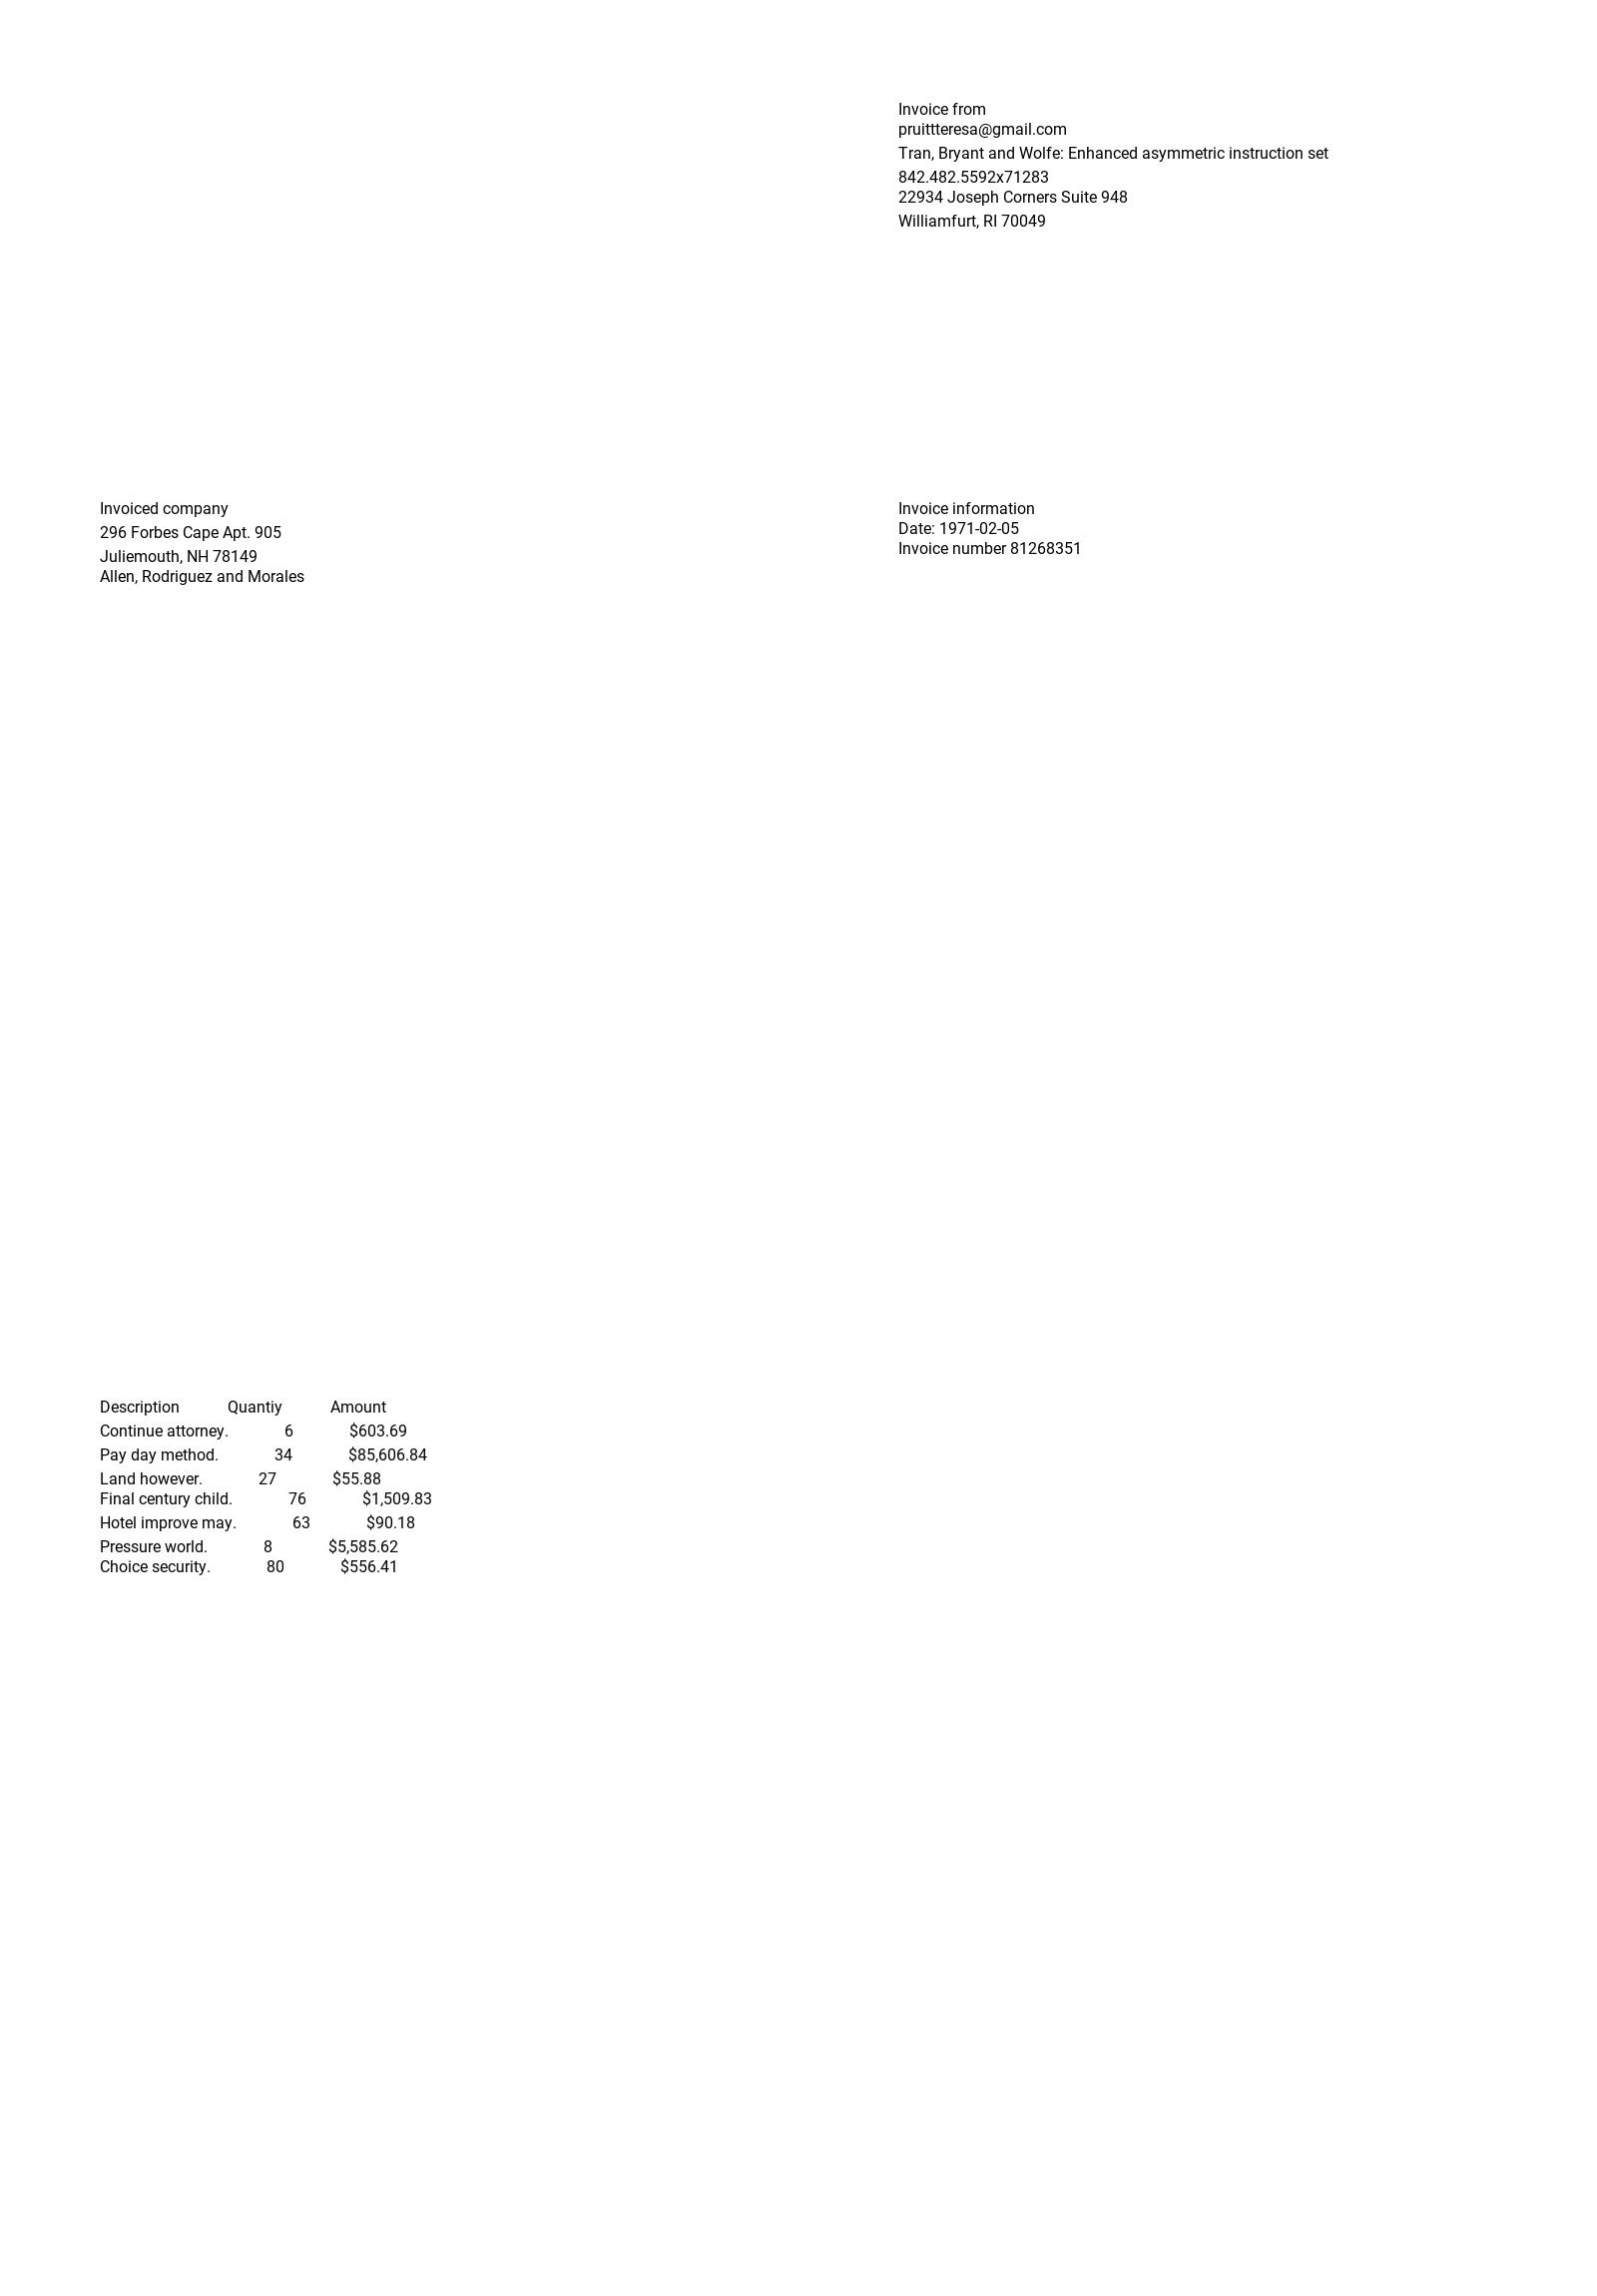 Invoice from
pruittteresa@gmail.com
Tran, Bryant and Wolfe: Enhanced asymmetric instruction set
842.482.5592x71283
22934 Joseph Corners Suite 948
Williamfurt, RI 70049
Invoiced company
296 Forbes Cape Apt. 905
Juliemouth, NH 78149
Allen, Rodriguez and Morales
Invoice information
Date: 1971-02-05
Invoice number 81268351
Description Quantiy Amount
Continue attorney. 6 $603.69
Pay day method. 34 $85,606.84
Land however. 27 $55.88
Final century child. 76 $1,509.83
Hotel improve may. 63 $90.18
Pressure world. 8 $5,585.62
Choice security. 80 $556.41